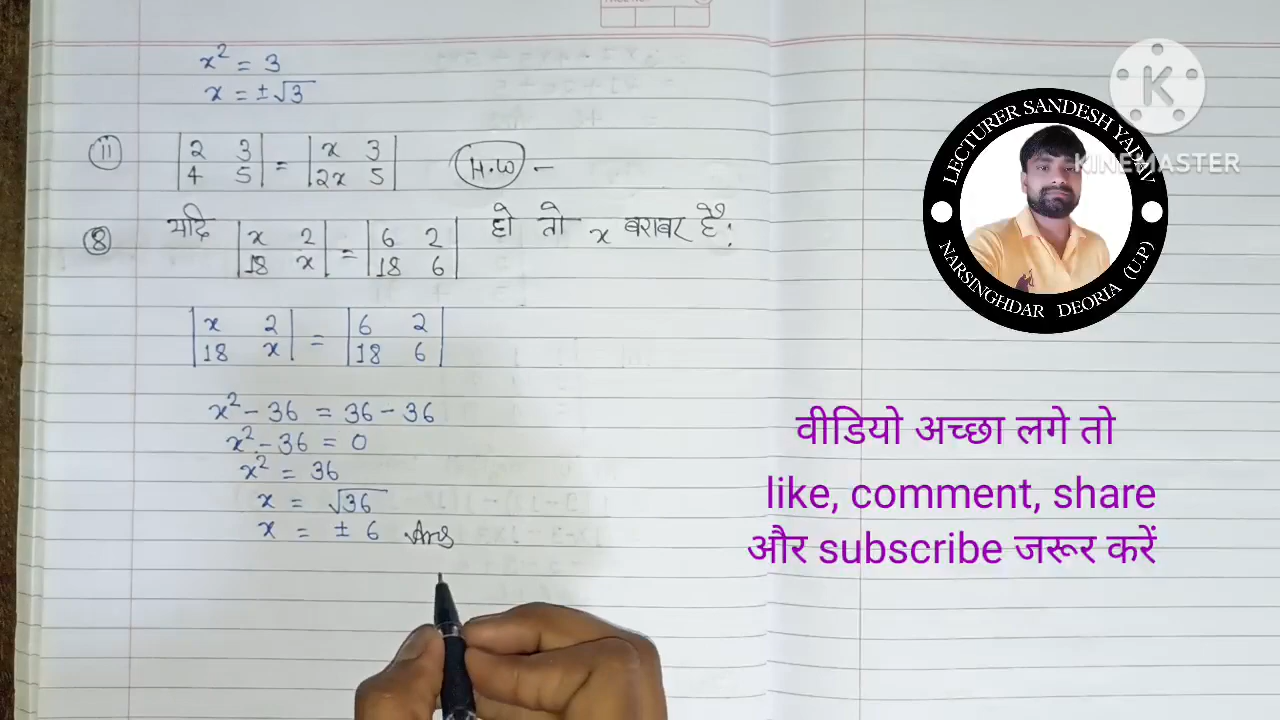 x² = 3
x = ±√3
(ii) |2 3; 4 5| = |x 3; 2x 5| H.W –
(8) यदि |x 2; 18 x| = |6 2; 18 6| हो तो x बराबर है:
|x 2; 18 x| = |6 2; 18 6|
x² – 36 = 36 – 36
x² – 36 = 0
x² = 36
x = √36
x = ± 6 Ans
K
KINEMASTER
LECTURER SANDESH YADAV
NARSINGHDAR DEORIA (U.P)
वीडियो अच्छा लगे तो
like, comment, share
और subscribe जरूर करें